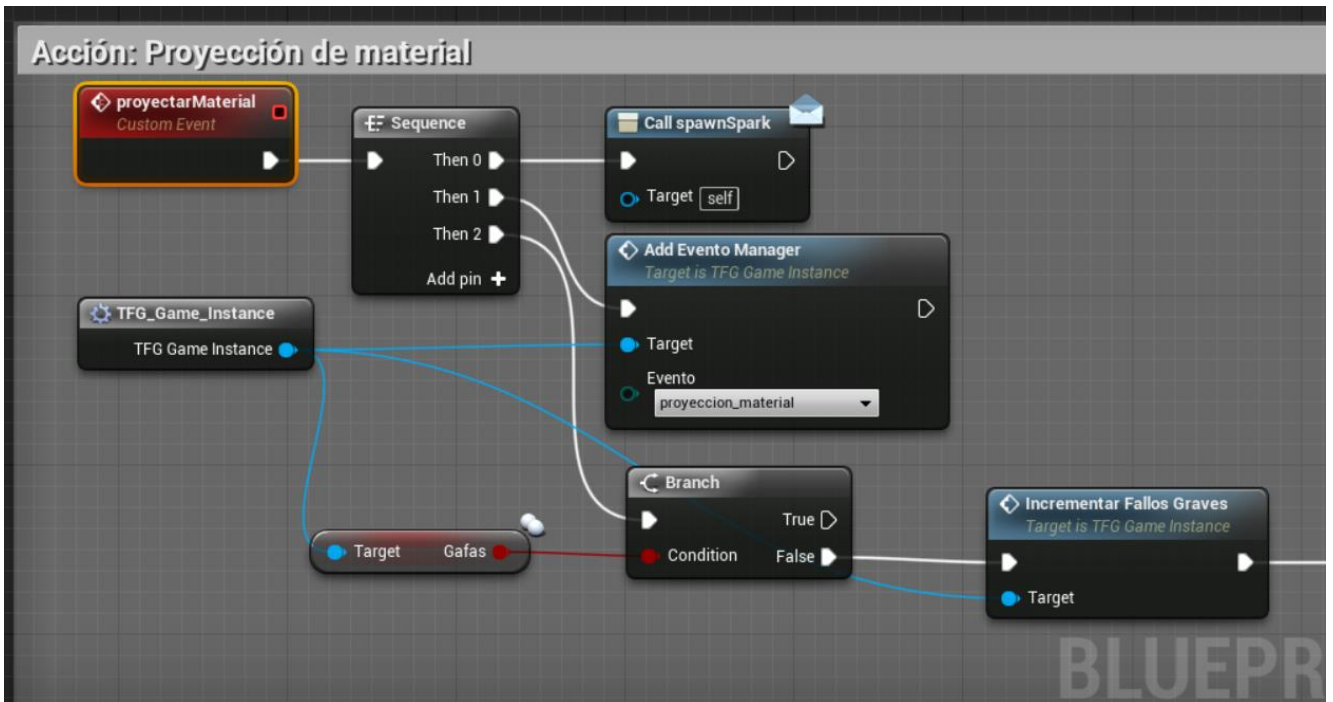 Acción: Proyección de material
proyectarMaterial
Custom Event
Sequence
Then 0
Then 1
Then 2
Add pin
Call spawnSpark
Target self
Add Evento Manager
Target is TFG Game Instance
Target
Evento
proyeccion_material
TFG_Game_Instance
TFG Game Instance
Target Gafas
Branch
True
Condition False
Incrementar Fallos Graves
Target is TFG Game Instance
Target
BLUEPR